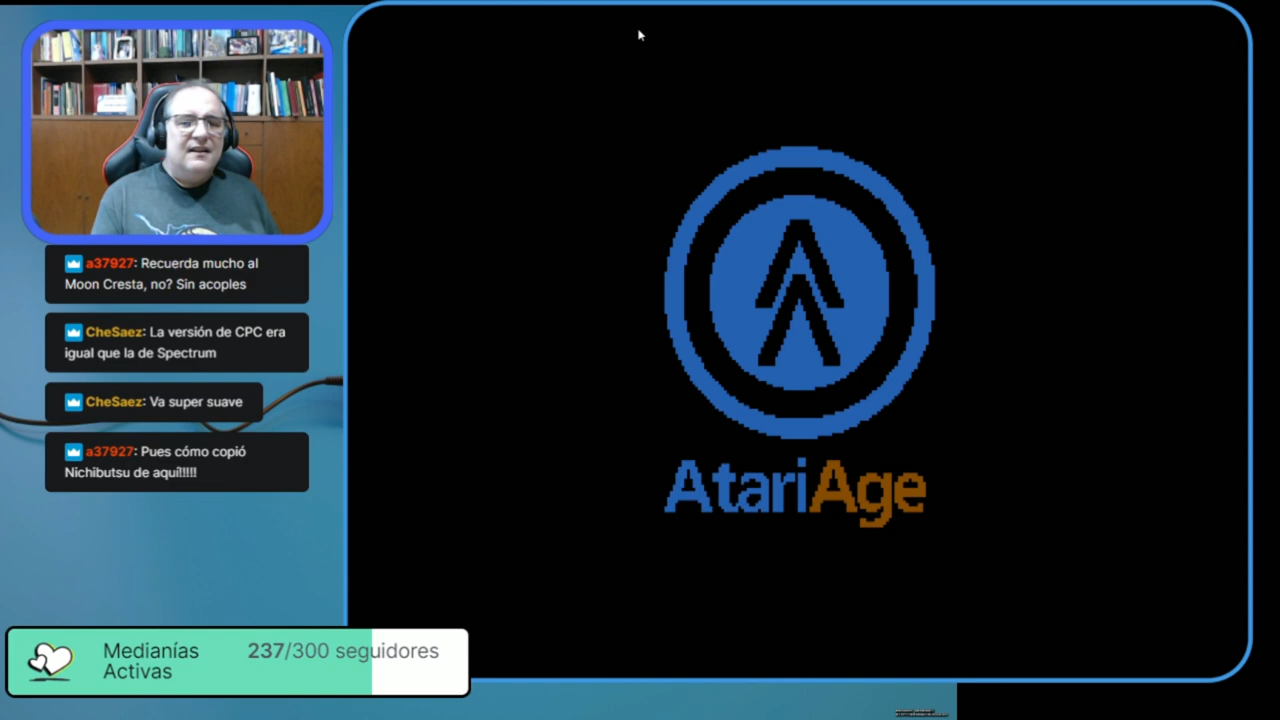 a37927: Recuerda mucho al
Moon Cresta, no? Sin acoples
CheSaez: La versión de CPC era
igual que la de Spectrum
CheSaez: Va super suave
a37927: Pues cómo copió
Nichibutsu de aquí!!!!!
AtariAge
Medianías
Activas
237/300 seguidores